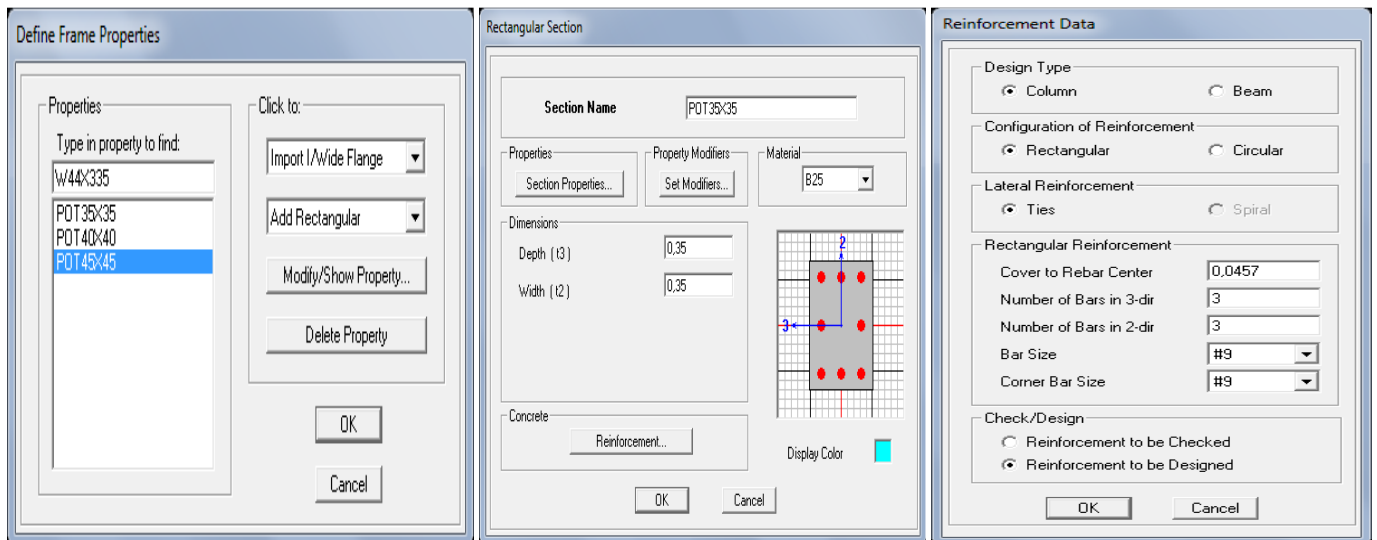 Define Frame Properties
Properties
Type in property to find:
W44X335
POT35X35
POT40X40
POT45X45
Click to:
Import I/Wide Flange
Add Rectangular
Modify/Show Property...
Delete Property
OK
Cancel
Rectangular Section
Section Name
POT35X35
Properties
Section Properties...
Property Modifiers
Set Modifiers...
Material
B25
Dimensions
Depth ( t3 )
0,35
Width ( t2 )
0,35
2
3
Concrete
Reinforcement...
Display Color
OK
Cancel
Reinforcement Data
Design Type
Column
Beam
Configuration of Reinforcement
Rectangular
Circular
Lateral Reinforcement
Ties
Spiral
Rectangular Reinforcement
Cover to Rebar Center
0,0457
Number of Bars in 3-dir
3
Number of Bars in 2-dir
3
Bar Size
#9
Corner Bar Size
#9
Check/Design
Reinforcement to be Checked
Reinforcement to be Designed
OK
Cancel